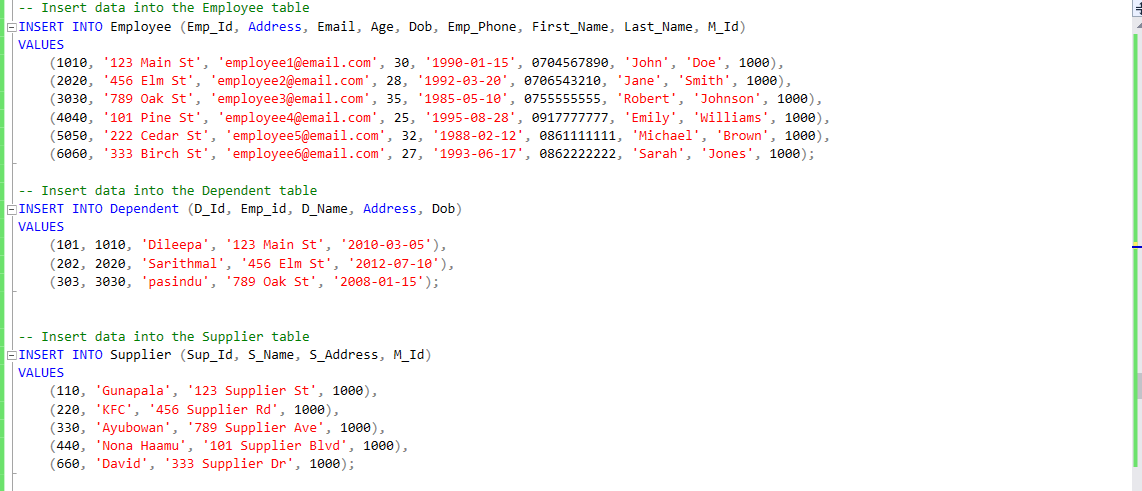 -- Insert data into the Employee table
INSERT INTO Employee (Emp_Id, Address, Email, Age, Dob, Emp_Phone, First_Name, Last_Name, M_Id)
VALUES
(1010, '123 Main St', 'employee1@email.com', 30, '1990-01-15', 0704567890, 'John', 'Doe', 1000),
(2020, '456 Elm St', 'employee2@email.com', 28, '1992-03-20', 0706543210, 'Jane', 'Smith', 1000),
(3030, '789 Oak St', 'employee3@email.com', 35, '1985-05-10', 0755555555, 'Robert', 'Johnson', 1000),
(4040, '101 Pine St', 'employee4@email.com', 25, '1995-08-28', 0917777777, 'Emily', 'Williams', 1000),
(5050, '222 Cedar St', 'employee5@email.com', 32, '1988-02-12', 0861111111, 'Michael', 'Brown', 1000),
(6060, '333 Birch St', 'employee6@email.com', 27, '1993-06-17', 0862222222, 'Sarah', 'Jones', 1000);
-- Insert data into the Dependent table
INSERT INTO Dependent (D_Id, Emp_id, D_Name, Address, Dob)
VALUES
(101, 1010, 'Dileepa', '123 Main St', '2010-03-05'),
(202, 2020, 'Sarithmal', '456 Elm St', '2012-07-10'),
(303, 3030, 'pasindu', '789 Oak St', '2008-01-15');
-- Insert data into the Supplier table
INSERT INTO Supplier (Sup_Id, S_Name, S_Address, M_Id)
VALUES
(110, 'Gunapala', '123 Supplier St', 1000),
(220, 'KFC', '456 Supplier Rd', 1000),
(330, 'Ayubowan', '789 Supplier Ave', 1000),
(440, 'Nona Haamu', '101 Supplier Blvd', 1000),
(660, 'David', '333 Supplier Dr', 1000);